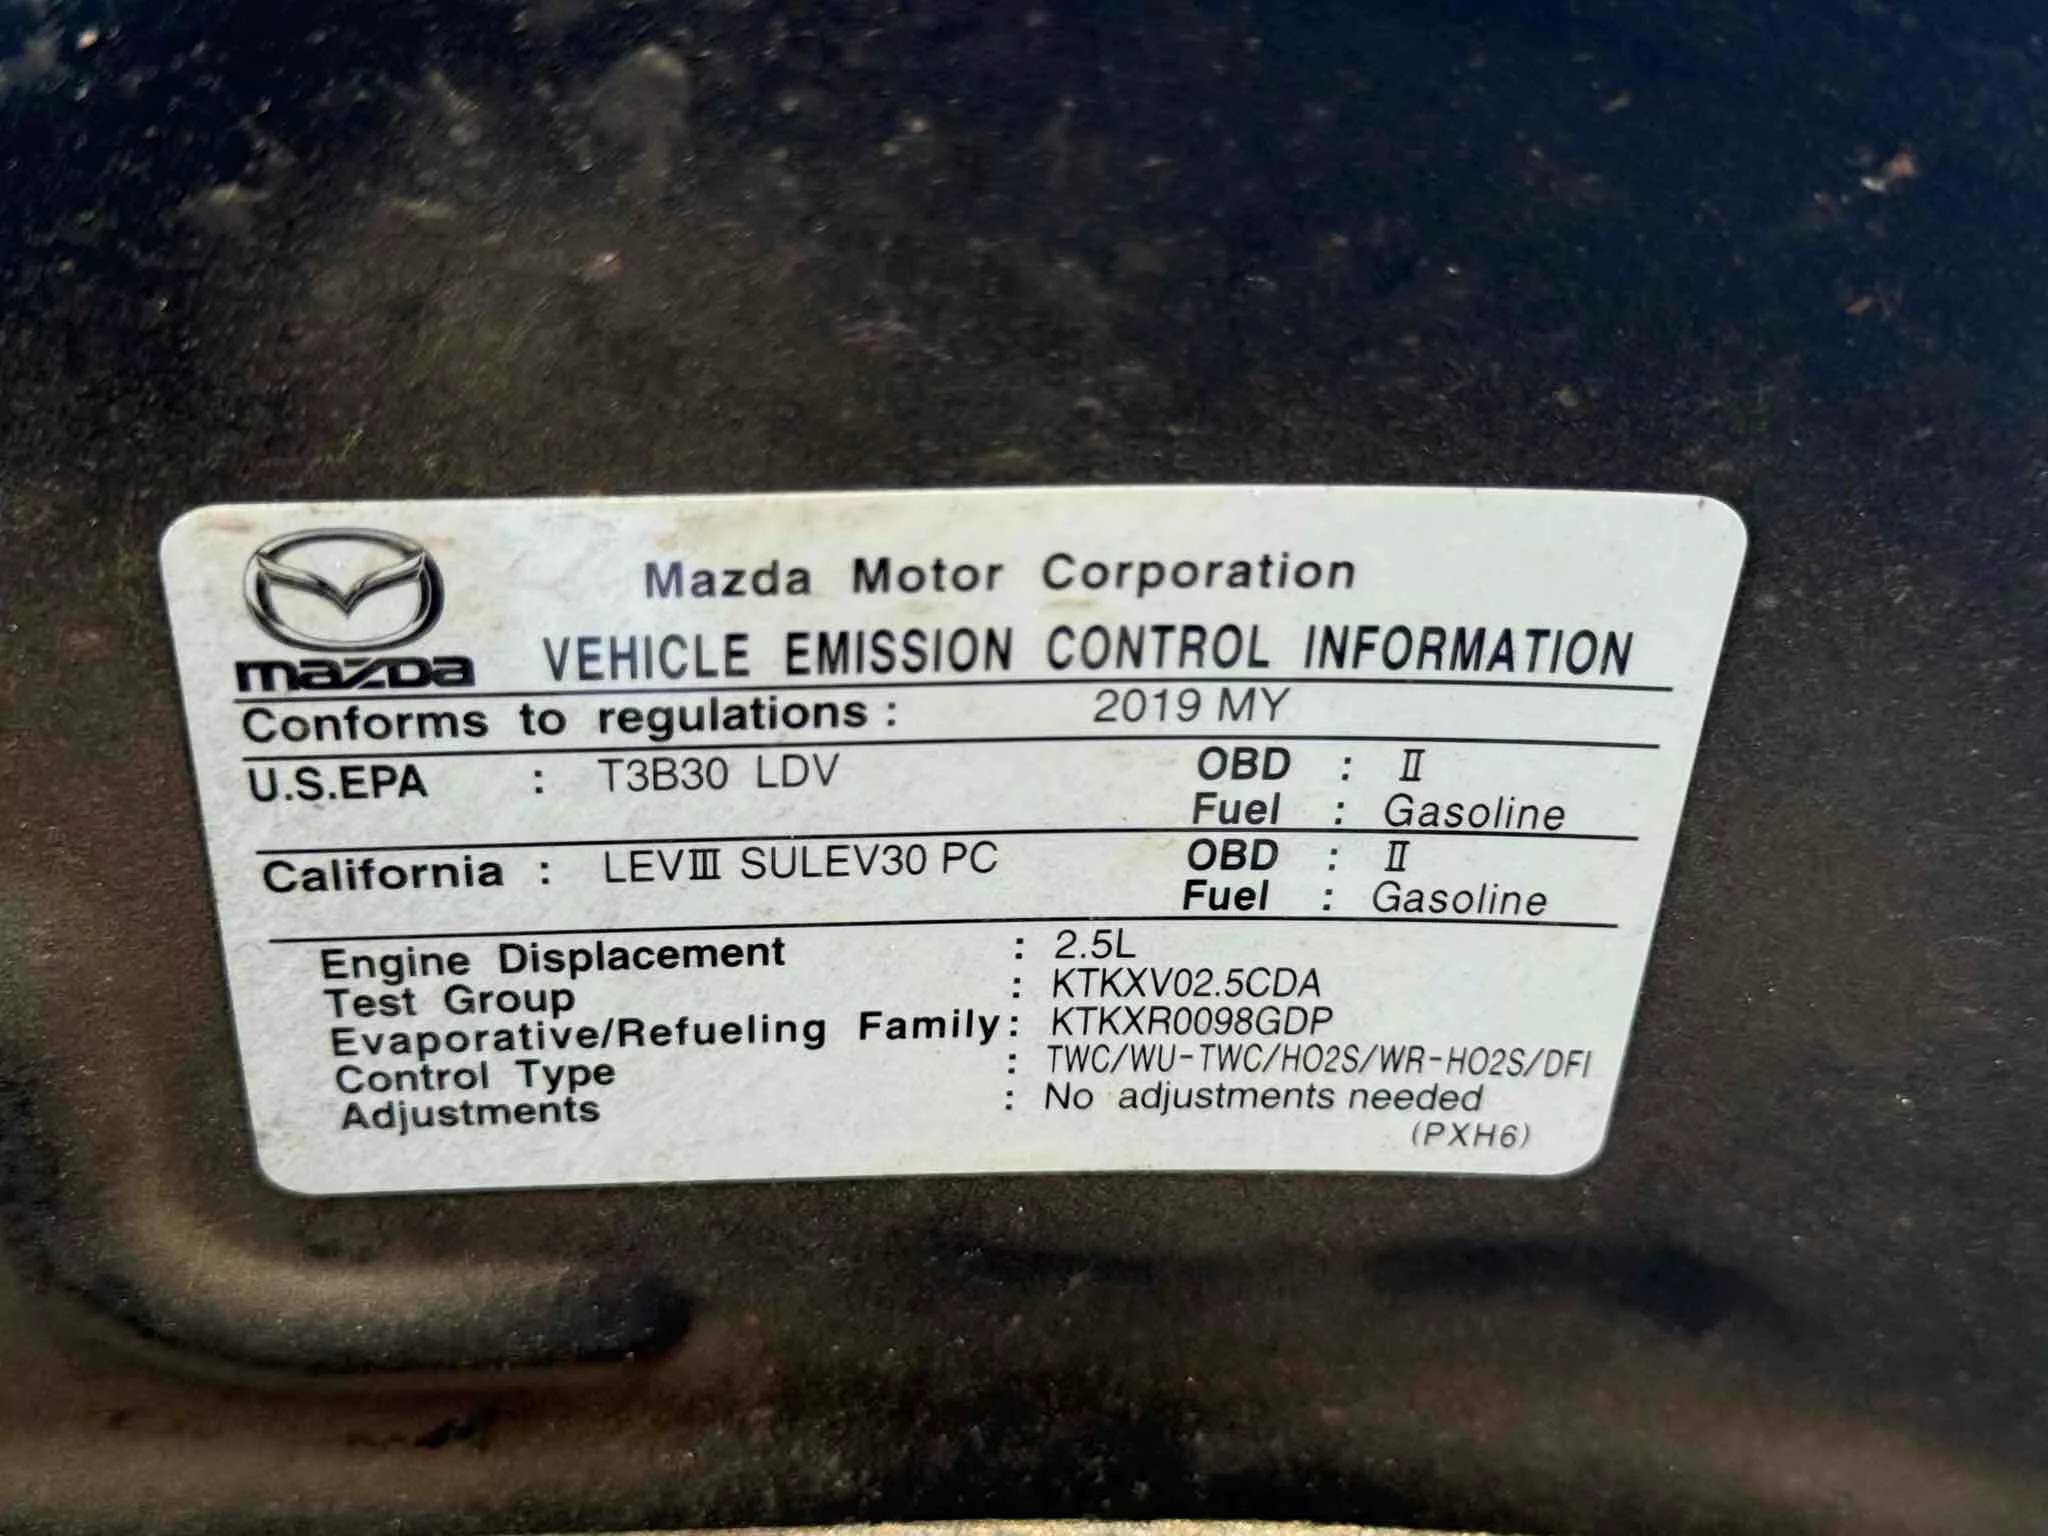 Mazda Motor Corporation
mazda VEHICLE EMISSION CONTROL INFORMATION
Conforms to regulations : 2019 MY
U.S.EPA : T3B30 LDV OBD : Ⅱ
Fuel : Gasoline
California : LEVⅢ SULEV30 PC OBD : Ⅱ
Fuel : Gasoline
Engine Displacement : 2.5L
Test Group : KTKXV02.5CDA
Evaporative/Refueling Family : KTKXR0098GDP
Control Type : TWC/WU-TWC/HO2S/WR-HO2S/DFI
Adjustments : No adjustments needed
(PXH6)